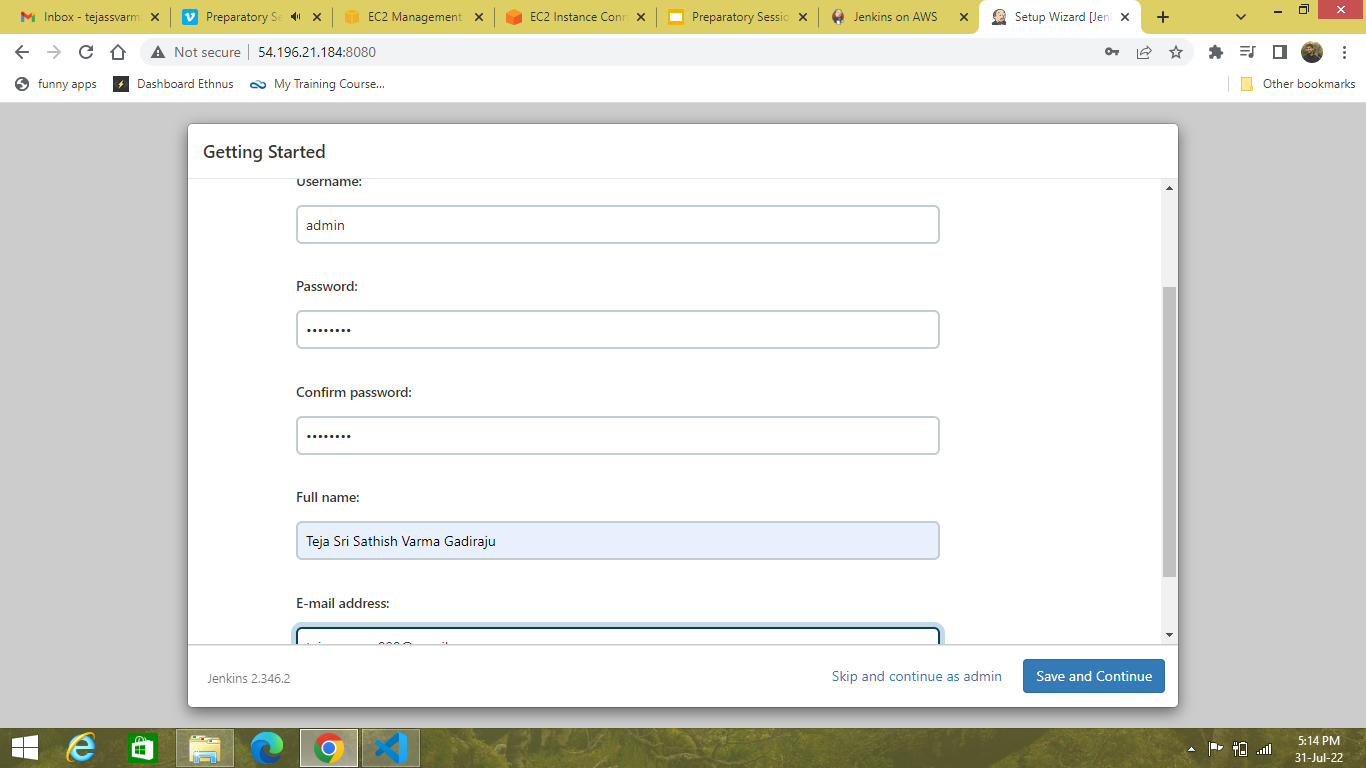 Inbox - tejassvarm
Preparatory Se
EC2 Management
EC2 Instance Conn
Preparatory Sessio
Jenkins on AWS
Setup Wizard [Jen
Not secure
54.196.21.184:8080
funny apps
Dashboard Ethnus
My Training Course...
Other bookmarks
Getting Started
Username:
admin
Password:
••••••••
Confirm password:
••••••••
Full name:
Teja Sri Sathish Varma Gadiraju
E-mail address:
Jenkins 2.346.2
Skip and continue as admin
Save and Continue
5:14 PM
31-Jul-22